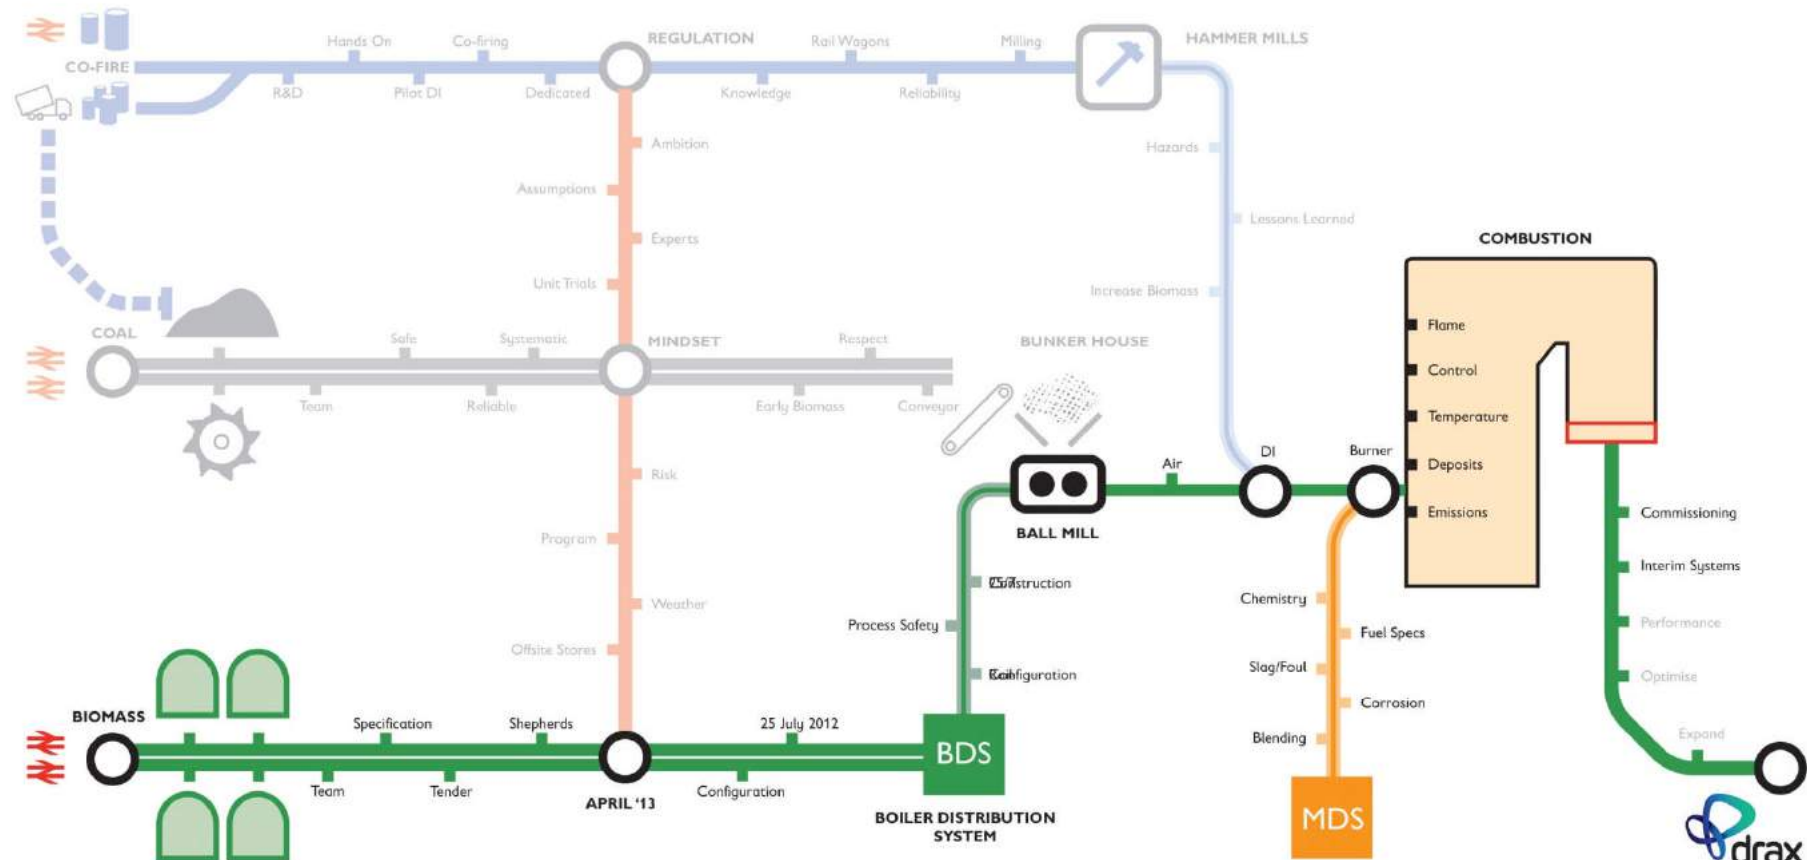 CO-FIRE
Hands On
Co-firing
R&D
Pilot DI
Dedicated
REGULATION
Rail Wagons
Milling
Knowledge
Reliability
HAMMER MILLS
Ambition
Assumptions
Experts
Unit Trials
Hazards
Lessons Learned
Increase Biomass
COAL
Safe
Systematic
Team
Reliable
MINDSET
Respect
Early Biomass
Conveyor
BUNKER HOUSE
Risk
Program
Weather
Offsite Stores
BIOMASS
Specification
Shepherds
Team
Tender
APRIL '13
25 July 2012
Configuration
BDS
BOILER DISTRIBUTION
SYSTEM
Process Safety
Construction
Configuration
BALL MILL
Air
DI
Burner
Chemistry
Fuel Specs
Slag/Foul
Corrosion
Blending
MDS
COMBUSTION
Flame
Control
Temperature
Deposits
Emissions
Commissioning
Interim Systems
Performance
Optimise
Expand
drax